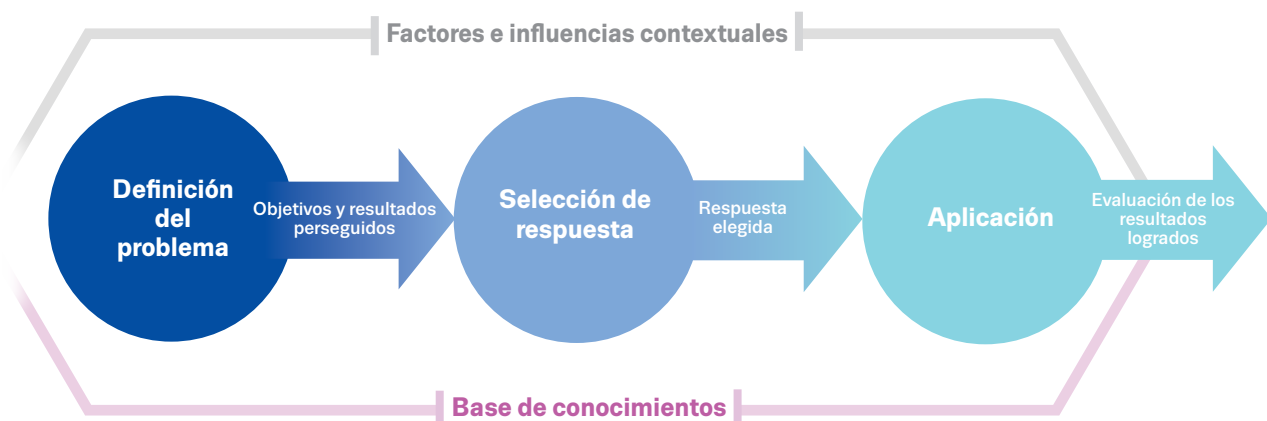 Factores e influencias contextuales
Definición
del
problema
Objetivos y resultados
perseguidos
Selección de
respuesta
Respuesta
elegida
Aplicación
Evaluación de los
resultados
logrados
Base de conocimientos